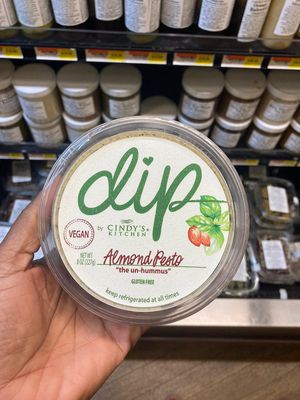 dip
VEGAN
by CINDY'S
KITCHEN
Almond Pesto
"the un-hummus"
NET WT
8 OZ (227g)
GLUTEN FREE
keep refrigerated at all times